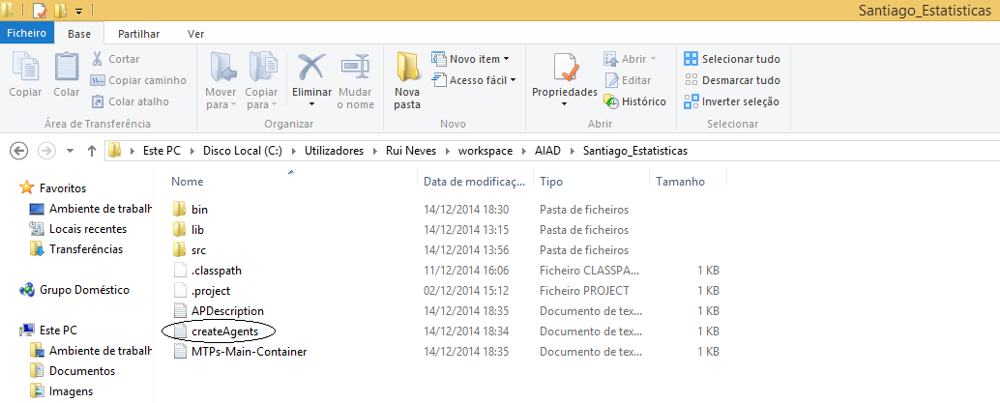 Santiago_Estatisticas
Ficheiro Base Partilhar Ver
Copiar Colar Cortar Copiar caminho Colar atalho
Área de Transferência
Mover para Copiar para Eliminar Mudar o nome
Organizar
Nova pasta Novo item Acesso fácil
Novo
Propriedades Abrir Editar Histórico
Abrir
Selecionar tudo Desmarcar tudo Inverter seleção
Selecionar
Este PC Disco Local (C:) Utilizadores Rui Neves workspace AIAD Santiago_Estatisticas
Favoritos
Ambiente de trabalh
Locais recentes
Transferências
Grupo Doméstico
Este PC
Ambiente de trabalh
Documentos
Imagens
Nome Data de modificaç... Tipo Tamanho
bin 14/12/2014 18:30 Pasta de ficheiros
lib 14/12/2014 13:15 Pasta de ficheiros
src 14/12/2014 13:56 Pasta de ficheiros
.classpath 11/12/2014 16:06 Ficheiro CLASSPA... 1 KB
.project 02/12/2014 15:12 Ficheiro PROJECT 1 KB
APDescription 14/12/2014 18:35 Documento de tex... 1 KB
createAgents 14/12/2014 18:34 Documento de tex... 1 KB
MTPs-Main-Container 14/12/2014 18:35 Documento de tex... 1 KB